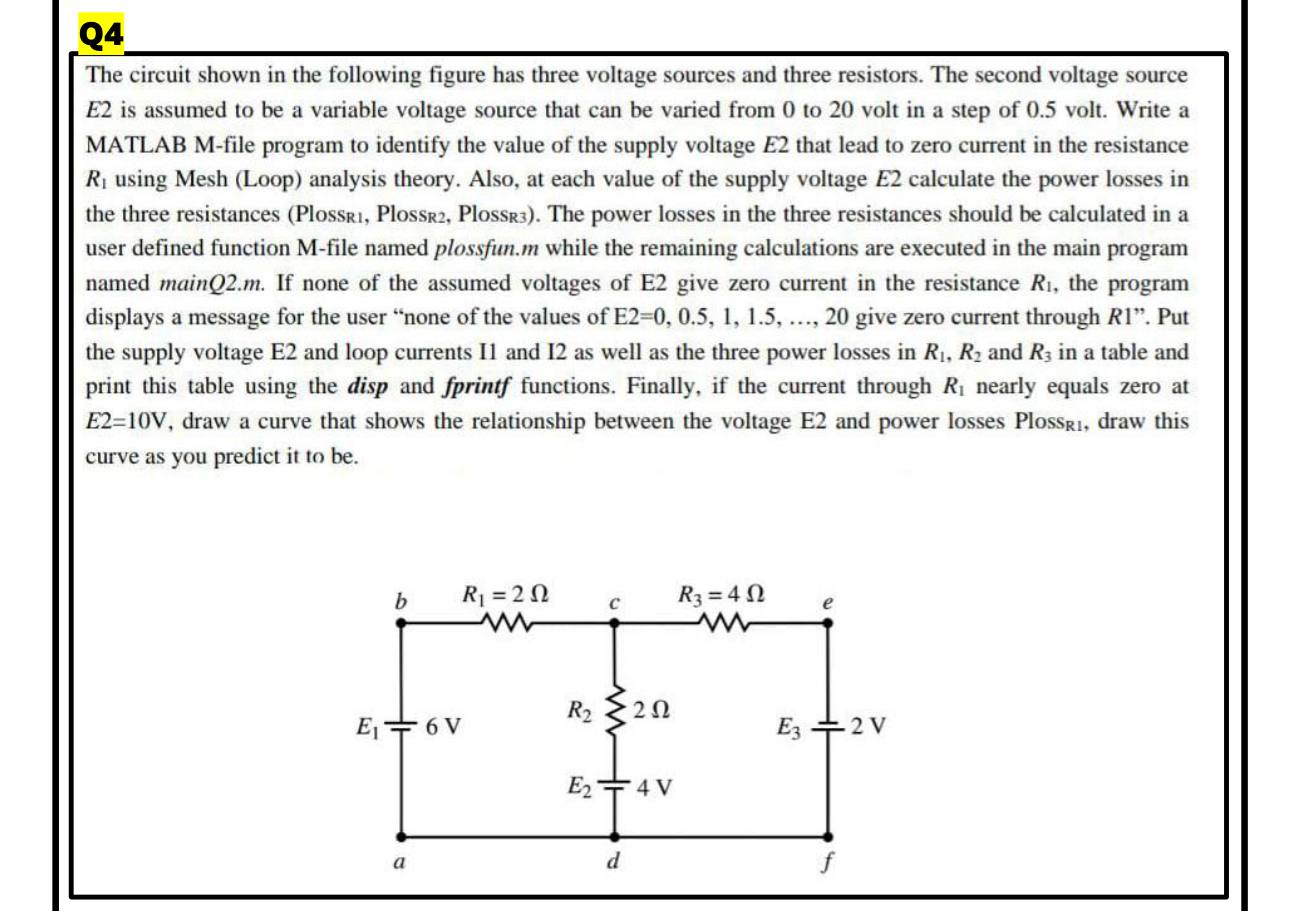 Q4
The circuit shown in the following figure has three voltage sources and three resistors. The second voltage source
E2 is assumed to be a variable voltage source that can be varied from 0 to 20 volt in a step of 0.5 volt. Write a
MATLAB M-file program to identify the value of the supply voltage E2 that lead to zero current in the resistance
R₁ using Mesh (Loop) analysis theory. Also, at each value of the supply voltage E2 calculate the power losses in
the three resistances (PlossR1, PlossR2, PlossR3). The power losses in the three resistances should be calculated in a
user defined function M-file named plossfun.m while the remaining calculations are executed in the main program
named mainQ2.m. If none of the assumed voltages of E2 give zero current in the resistance R₁, the program
displays a message for the user “none of the values of E2=0, 0.5, 1, 1.5, ..., 20 give zero current through R1”. Put
the supply voltage E2 and loop currents I1 and I2 as well as the three power losses in R₁, R₂ and R₃ in a table and
print this table using the disp and fprintf functions. Finally, if the current through R₁ nearly equals zero at
E2=10V, draw a curve that shows the relationship between the voltage E2 and power losses PlossR1, draw this
curve as you predict it to be.
b R₁ = 2 Ω c R₃ = 4 Ω e
R₂ 2 Ω
E₁ 6 V E₃ 2 V
E₂ 4 V
a d f